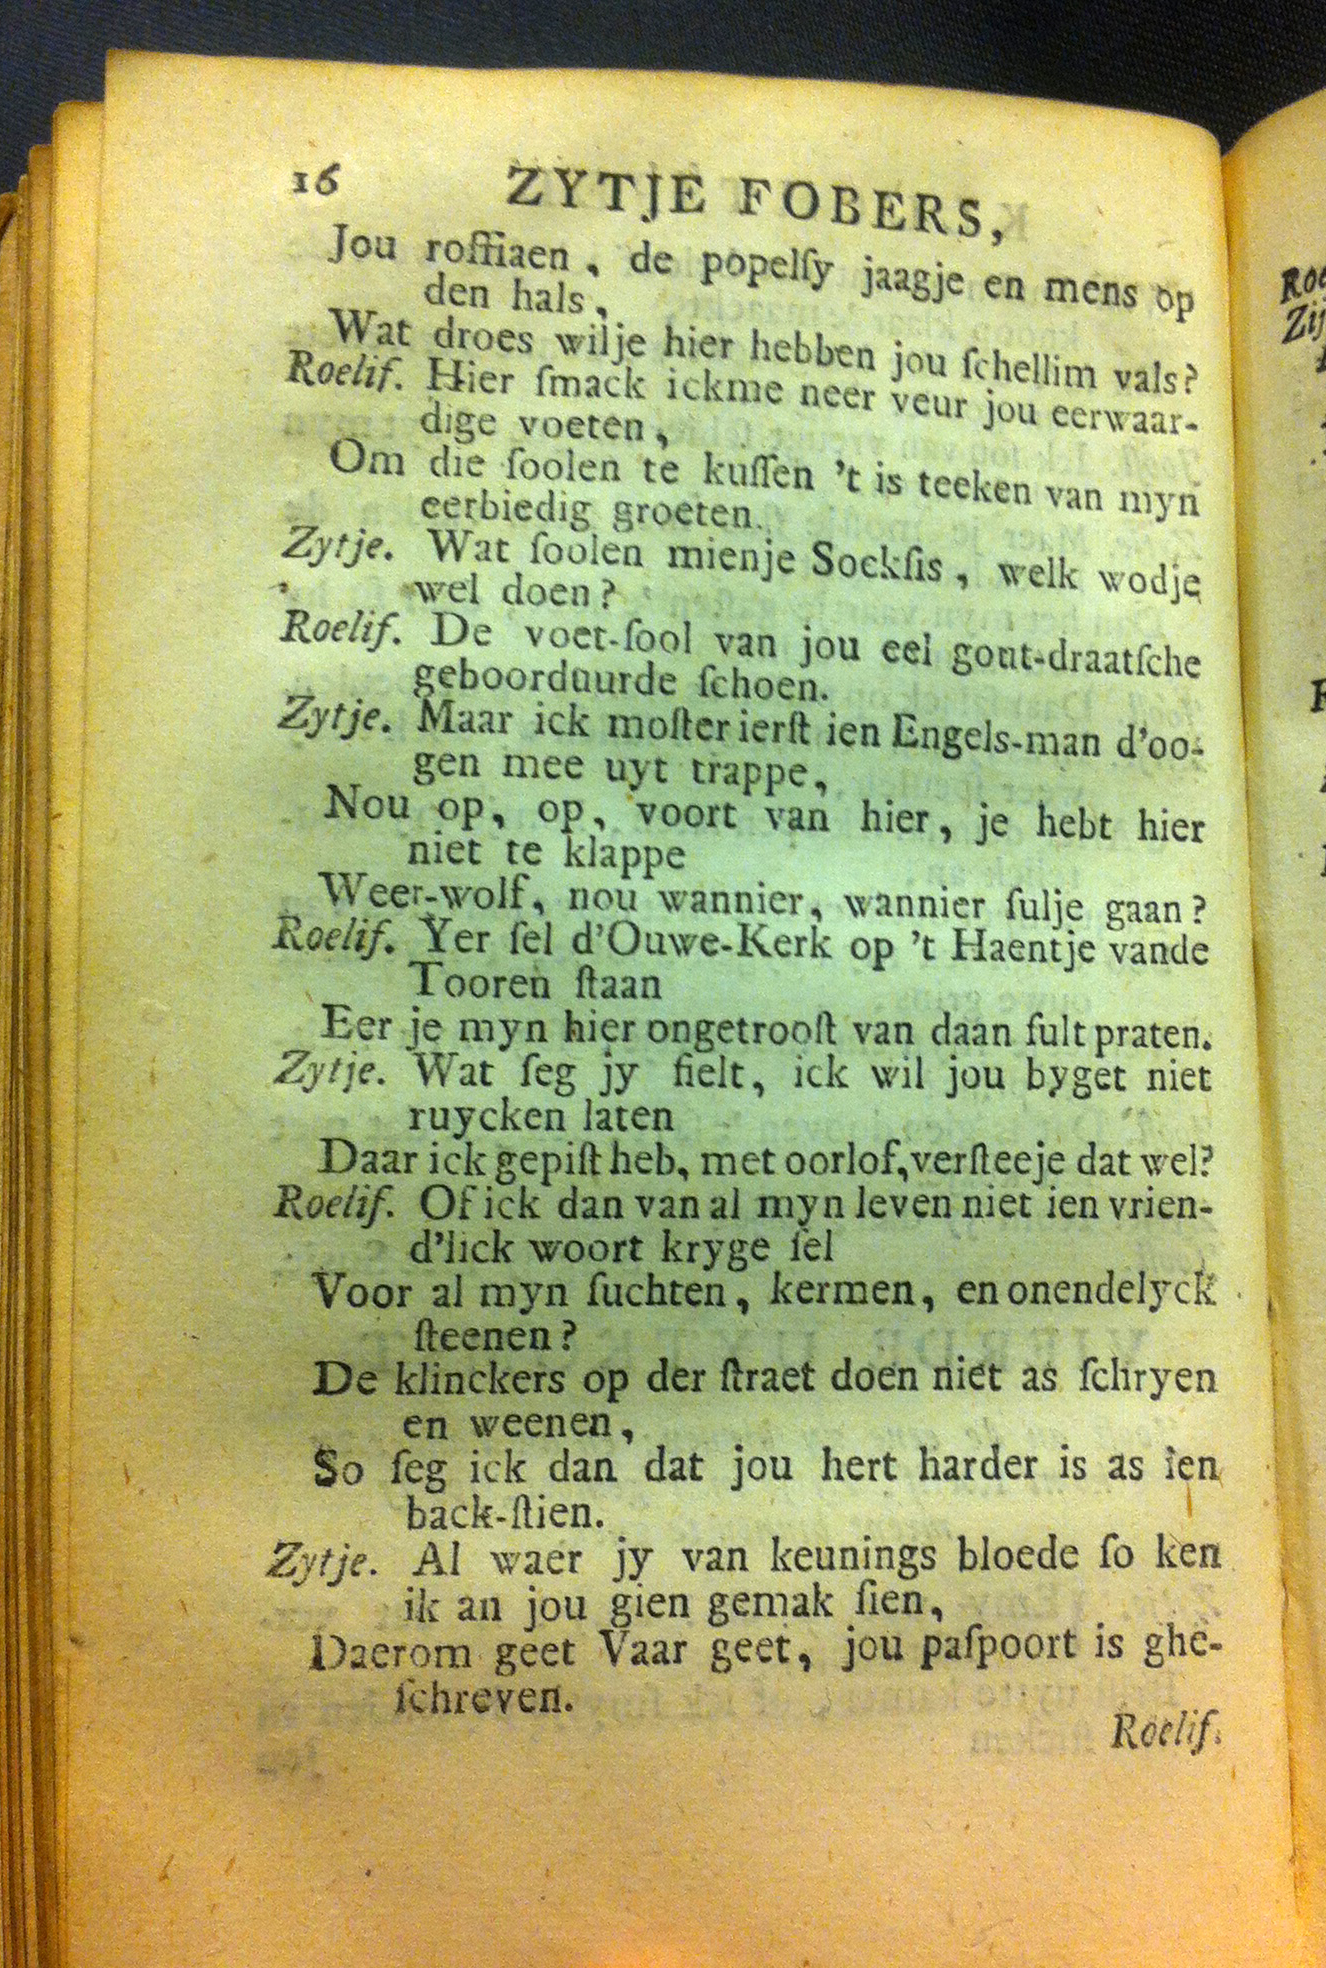 16 ZYTJE FOBERS,
Jou roffiaen, de popelſy jaagje en mens op
den hals,
Wat droes wilje hier hebben jou ſchellim vals?
Roelif. Hier ſmack ickme neer veur jou eerwaar-
dige voeten,
Om die ſoolen te kuſſen 't is teeken van myn
eerbiedig groeten.
Zytje. Wat ſoolen mienje Sockſis, welk wodje
wel doen?
Roelif. De voet-ſool van jou eel gout-draatſche
geboorduurde ſchoen.
Zytje. Maar ick moſter ierſt ien Engels-man d'oo-
gen mee uyt trappe,
Nou op, op, voort van hier, je hebt hier
niet te klappe
Weer-wolf, nou wannier, wannier ſulje gaan?
Roelif. Yer ſel d'Ouwe-Kerk op 't Haentje vande
Tooren ſtaan
Eer je myn hier ongetrooſt van daan ſult praten.
Zytje. Wat ſeg jy fielt, ick wil jou byget niet
ruycken laten
Daar ick gepiſt heb, met oorlof, verſteeje dat wel?
Roelif. Of ick dan van al myn leven niet ien vrien-
d'lick woort kryge ſel
Voor al myn ſuchten, kermen, en onendelyck
ſteenen?
De klinckers op der ſtraet doen niet as ſchryen
en weenen,
So ſeg ick dan dat jou hert harder is as ien
back-ſtien.
Zytje. Al waer jy van keunings bloede ſo ken
ik an jou gien gemak ſien,
Daerom geet Vaar geet, jou paſpoort is ghe-
ſchreven.
Roelif.
Roe
Zij